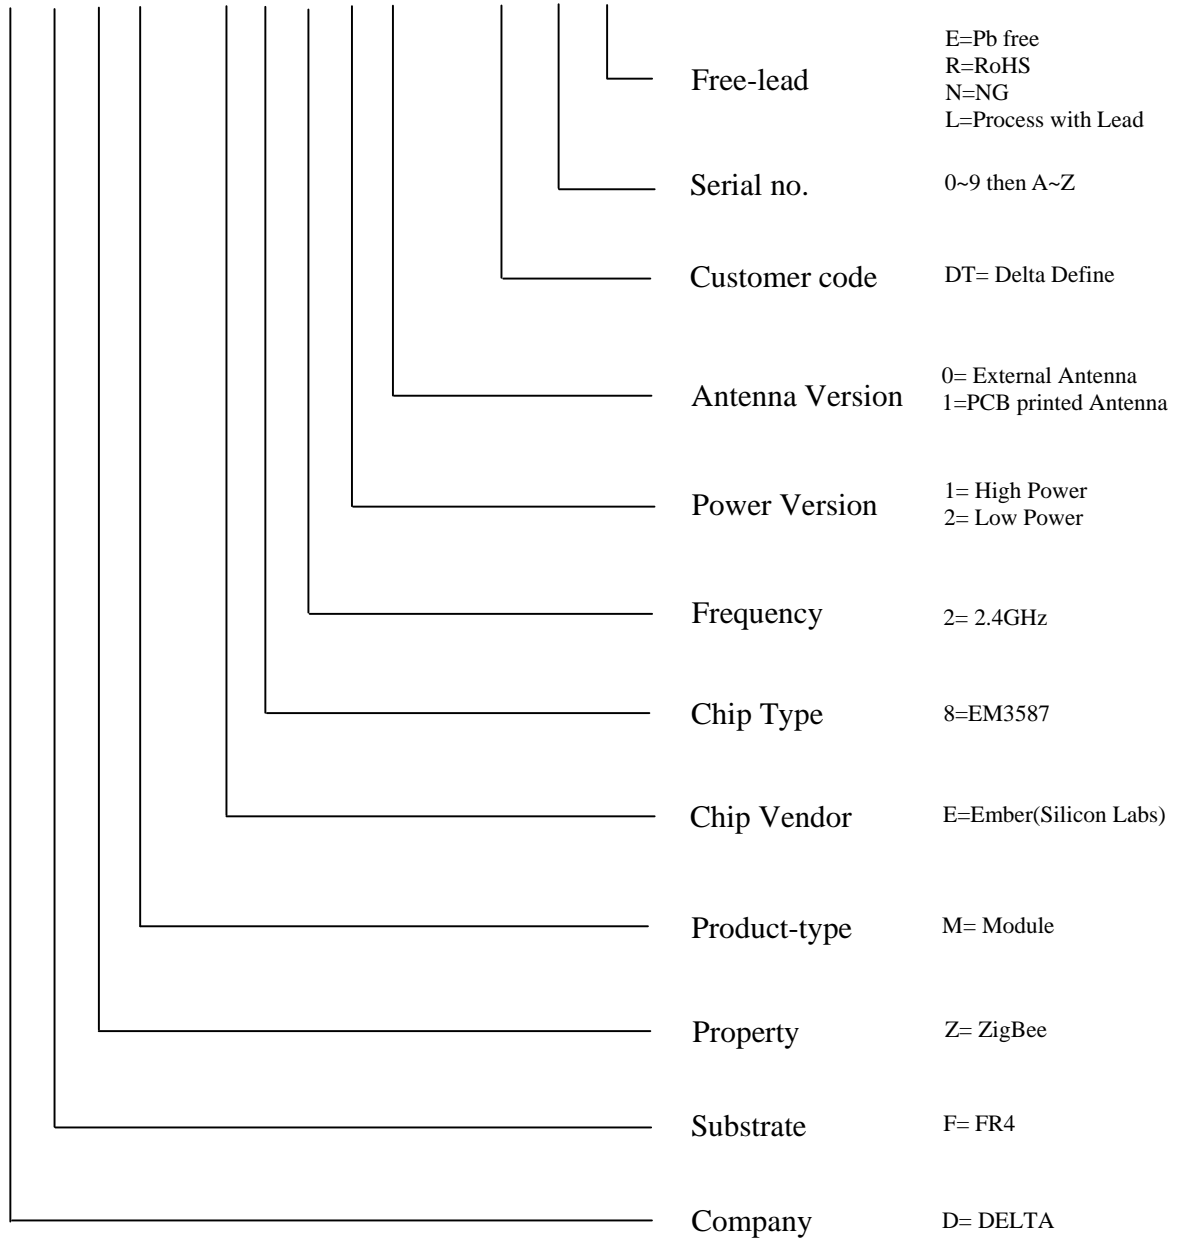 E=Pb free
R=RoHS
Free-lead
N=NG
L=Process with Lead
Serial no. 0~9 then A~Z
Customer code DT= Delta Define
0= External Antenna
Antenna Version
1=PCB printed Antenna
1= High Power
Power Version
2= Low Power
Frequency 2= 2.4GHz
Chip Type 8=EM3587
Chip Vendor E=Ember(Silicon Labs)
Product-type M= Module
Property Z= ZigBee
Substrate F= FR4
Company D= DELTA